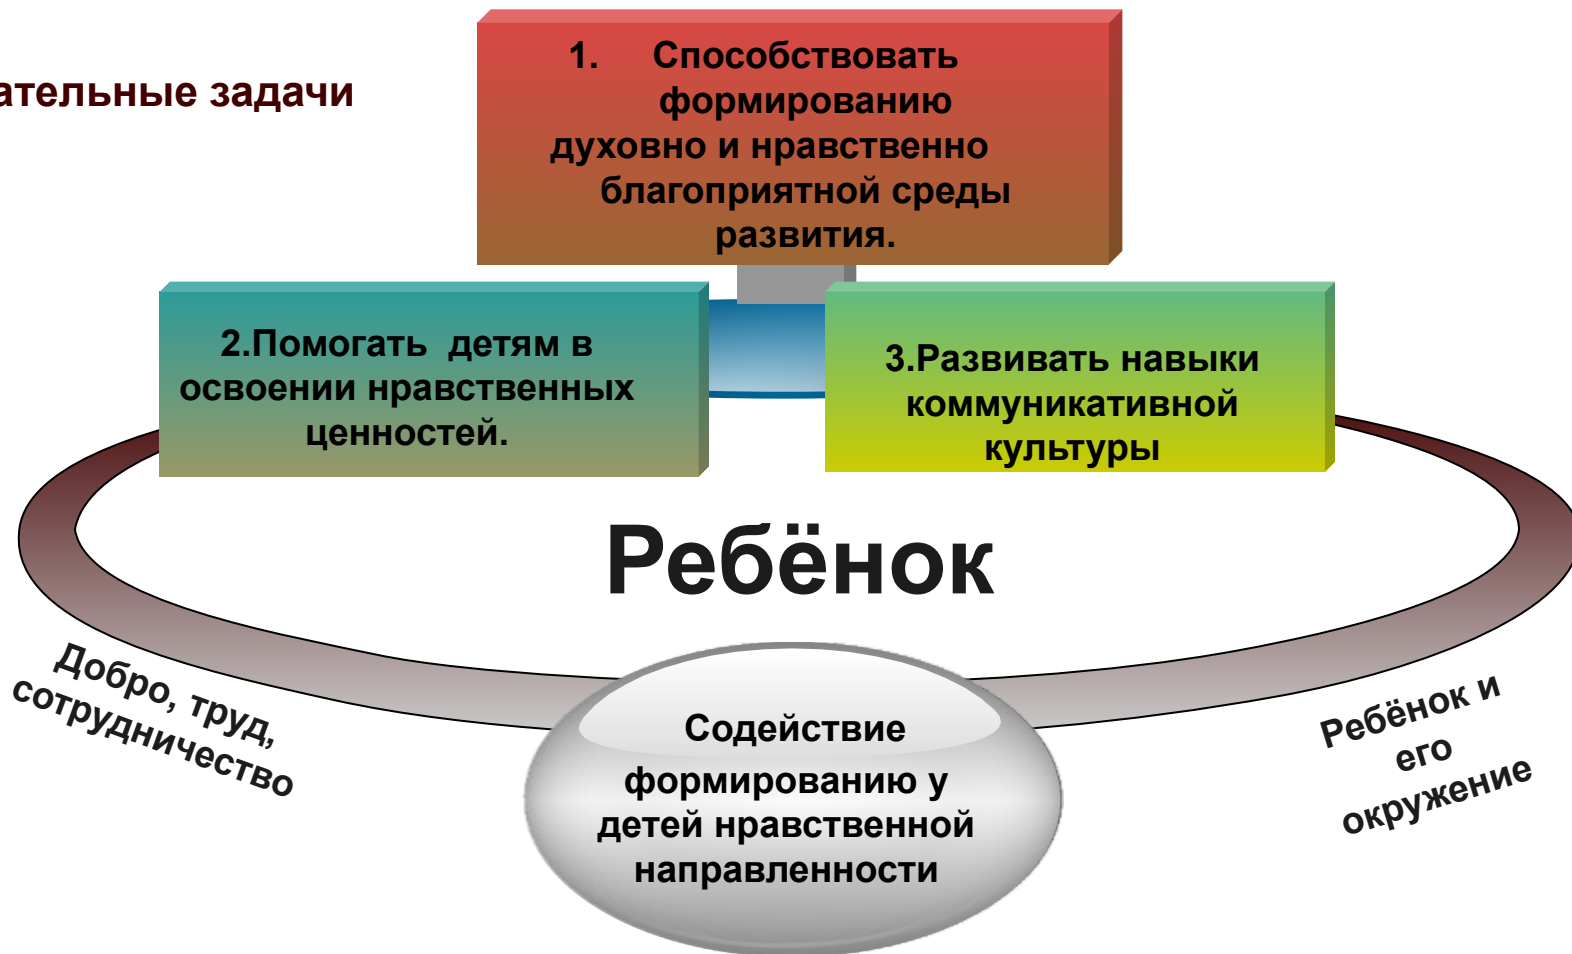 ательные задачи
1. Способствовать
формированию
духовно и нравственно
благоприятной среды
развития.
2.Помогать детям в
освоении нравственных
ценностей.
3.Развивать навыки
коммуникативной
культуры
Ребёнок
Добро, труд,
сотрудничество
Содействие
формированию у
детей нравственной
направленности
Ребёнок и
его
окружение